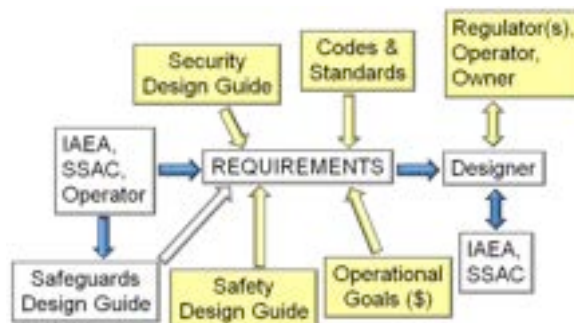 Security
Design Guide
Codes &
Standards
Regulator(s),
Operator,
Owner
IAEA,
SSAC,
Operator
REQUIREMENTS
Designer
Safeguards
Design Guide
Safety
Design Guide
Operational
Goals ($)
IAEA,
SSAC